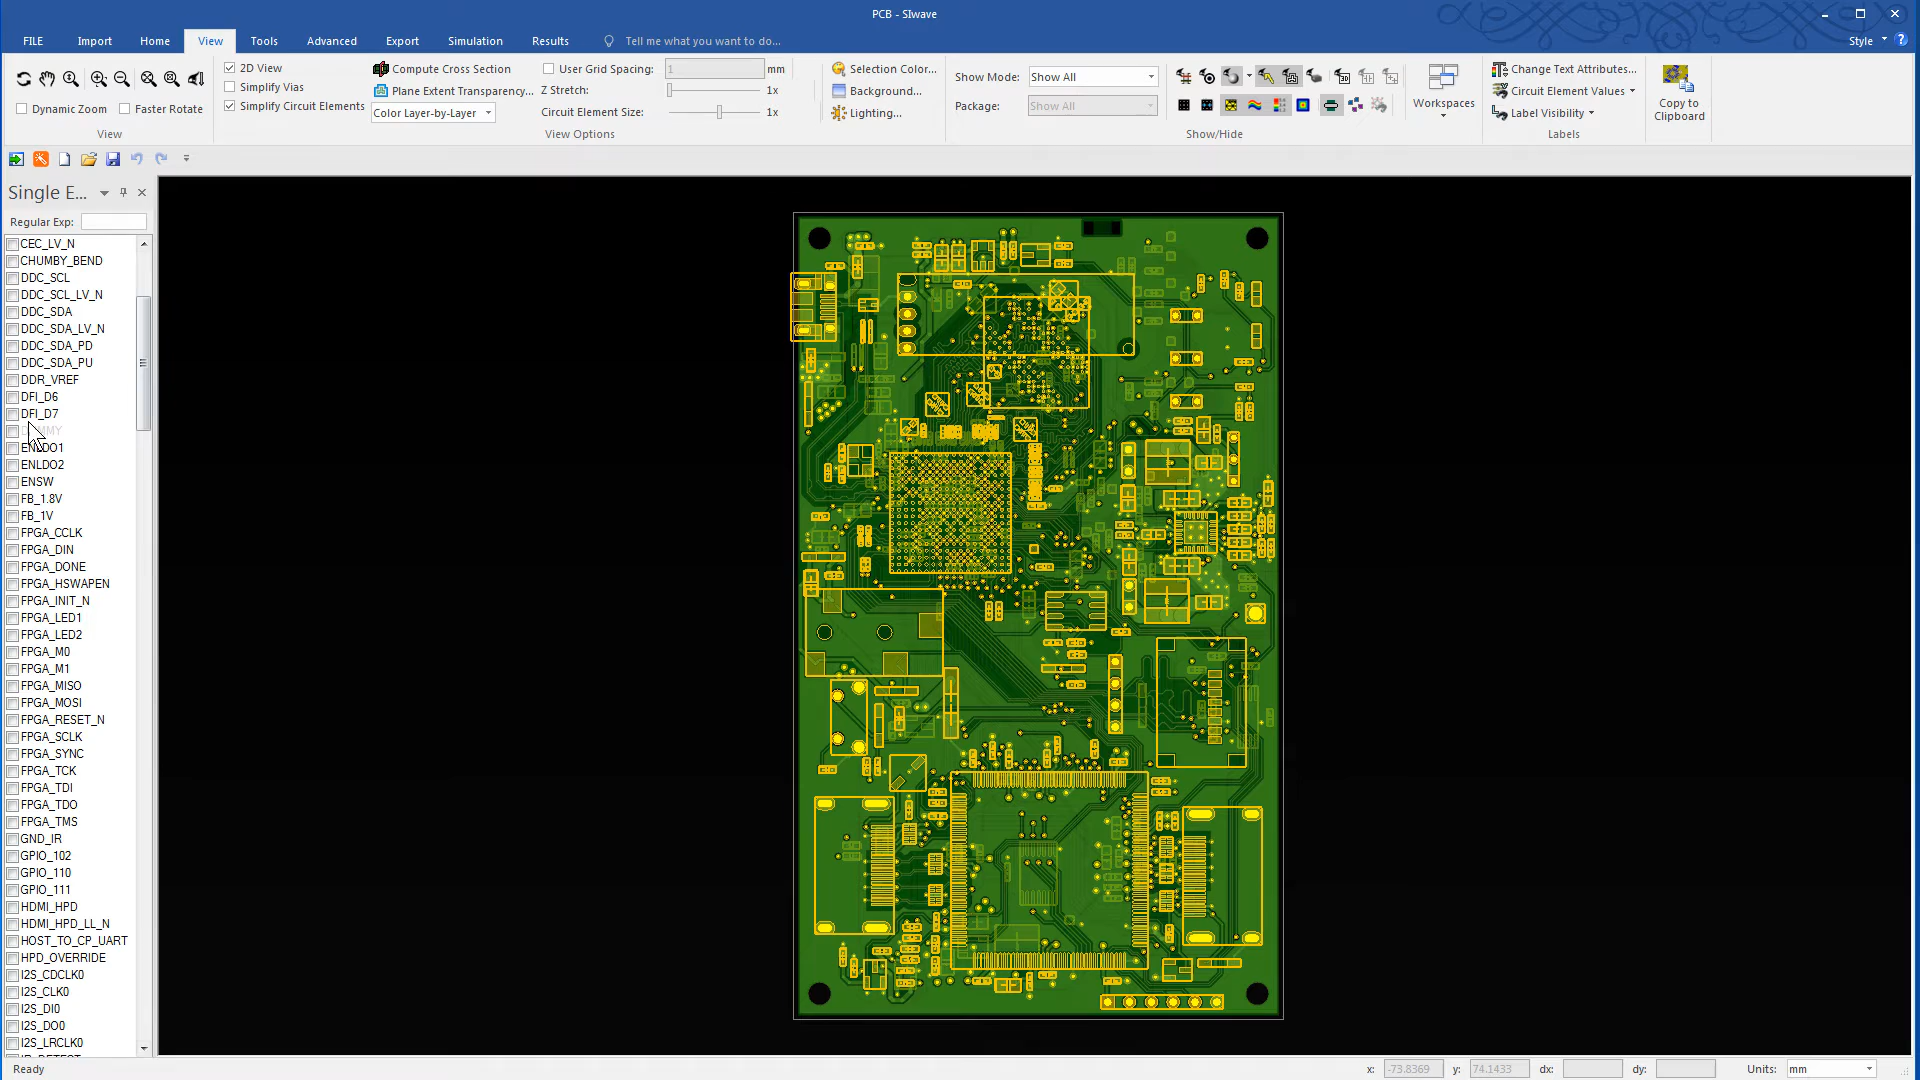 PCB - SIwave
FILE Import Home View Tools Advanced Export Simulation Results Tell me what you want to do... Style
2D View
Simplify Vias
Simplify Circuit Elements
Dynamic Zoom Faster Rotate
View
Compute Cross Section
Plane Extent Transparency...
Color Layer-by-Layer
User Grid Spacing: 1 mm
Z Stretch: 1x
Circuit Element Size: 1x
View Options
Selection Color...
Background...
Lighting...
Show Mode: Show All
Package: Show All
Show/Hide
Workspaces
Change Text Attributes...
Circuit Element Values
Label Visibility
Labels
Copy to
Clipboard
Single E...
Regular Exp:
CEC_LV_N
CHUMBY_BEND
DDC_SCL
DDC_SCL_LV_N
DDC_SDA
DDC_SDA_LV_N
DDC_SDA_PD
DDC_SDA_PU
DDR_VREF
DFI_D6
DFI_D7
ENLDO1
ENLDO2
ENSW
FB_1.8V
FB_1V
FPGA_CCLK
FPGA_DIN
FPGA_DONE
FPGA_HSWAPEN
FPGA_INIT_N
FPGA_LED1
FPGA_LED2
FPGA_M0
FPGA_M1
FPGA_MISO
FPGA_MOSI
FPGA_RESET_N
FPGA_SCLK
FPGA_SYNC
FPGA_TCK
FPGA_TDI
FPGA_TDO
FPGA_TMS
GND_IR
GPIO_102
GPIO_110
GPIO_111
HDMI_HPD
HDMI_HPD_LL_N
HOST_TO_CP_UART
HPD_OVERRIDE
I2S_CDCLK0
I2S_CLK0
I2S_DI0
I2S_DO0
I2S_LRCLK0
Ready
x: -73.8369 y: 74.1433 dx: dy: Units: mm